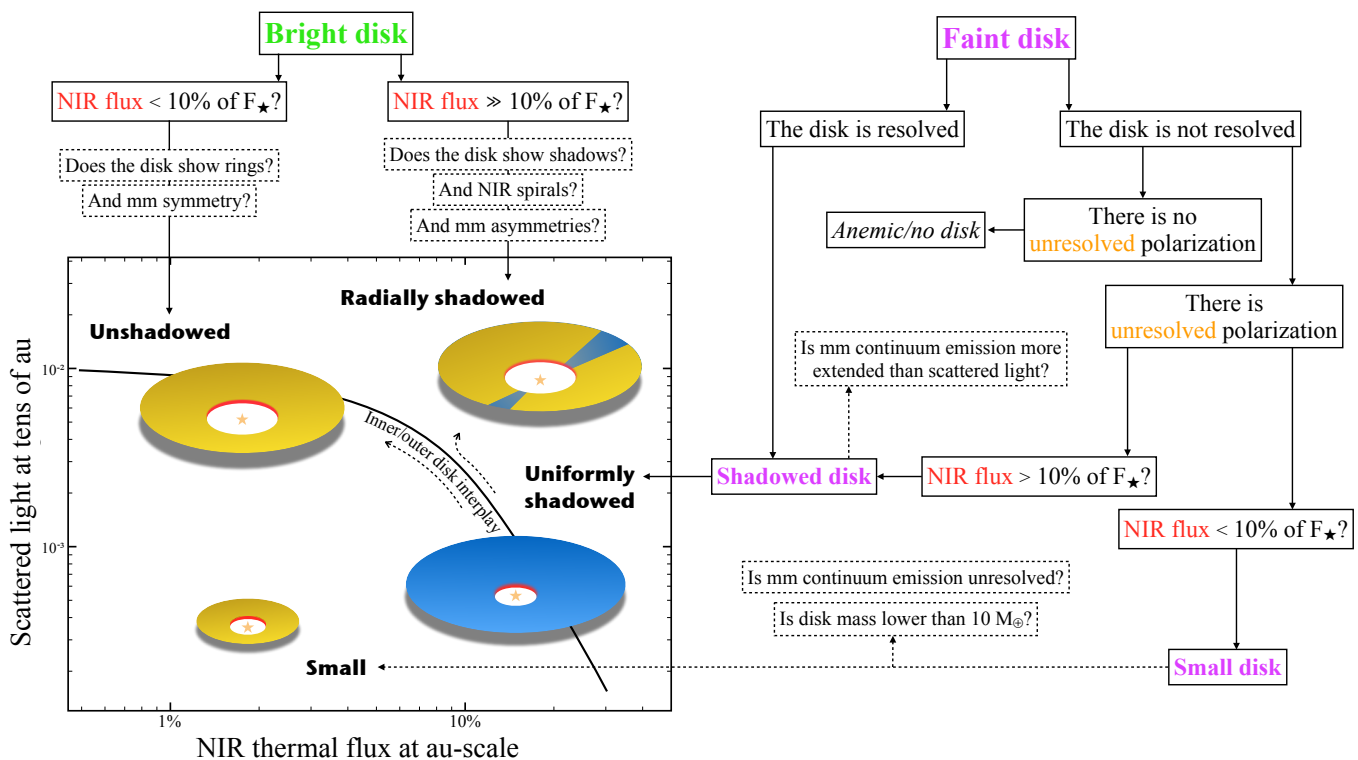 Bright disk
NIR flux < 10% of F★?
NIR flux ≫ 10% of F★?
Does the disk show rings?
And mm symmetry?
Does the disk show shadows?
And NIR spirals?
And mm asymmetries?
Faint disk
The disk is resolved
The disk is not resolved
There is no
unresolved polarization
Anemic/no disk
There is
unresolved polarization
Is mm continuum emission more
extended than scattered light?
Shadowed disk
NIR flux > 10% of F★?
NIR flux < 10% of F★?
Is mm continuum emission unresolved?
Is disk mass lower than 10 M⊕?
Small disk
Scattered light at tens of au
10⁻²
10⁻³
Unshadowed
Radially shadowed
Inner/outer disk interplay
Uniformly
shadowed
Small
1%
10%
NIR thermal flux at au-scale